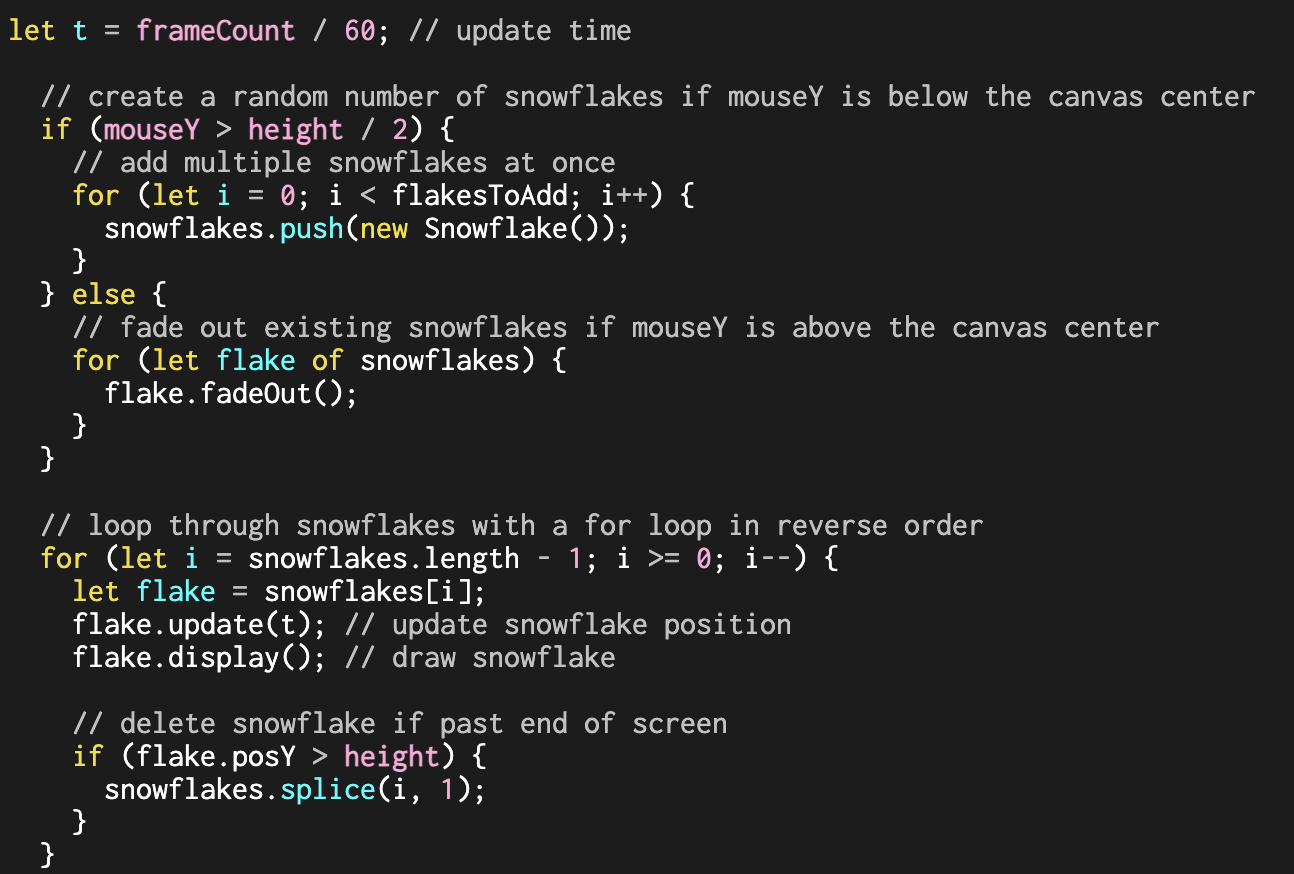 let t = frameCount / 60; // update time
// create a random number of snowflakes if mouseY is below the canvas center
if (mouseY > height / 2) {
// add multiple snowflakes at once
for (let i = 0; i < flakesToAdd; i++) {
snowflakes.push(new Snowflake());
}
} else {
// fade out existing snowflakes if mouseY is above the canvas center
for (let flake of snowflakes) {
flake.fadeOut();
}
}
// loop through snowflakes with a for loop in reverse order
for (let i = snowflakes.length - 1; i >= 0; i--) {
let flake = snowflakes[i];
flake.update(t); // update snowflake position
flake.display(); // draw snowflake
// delete snowflake if past end of screen
if (flake.posY > height) {
snowflakes.splice(i, 1);
}
}